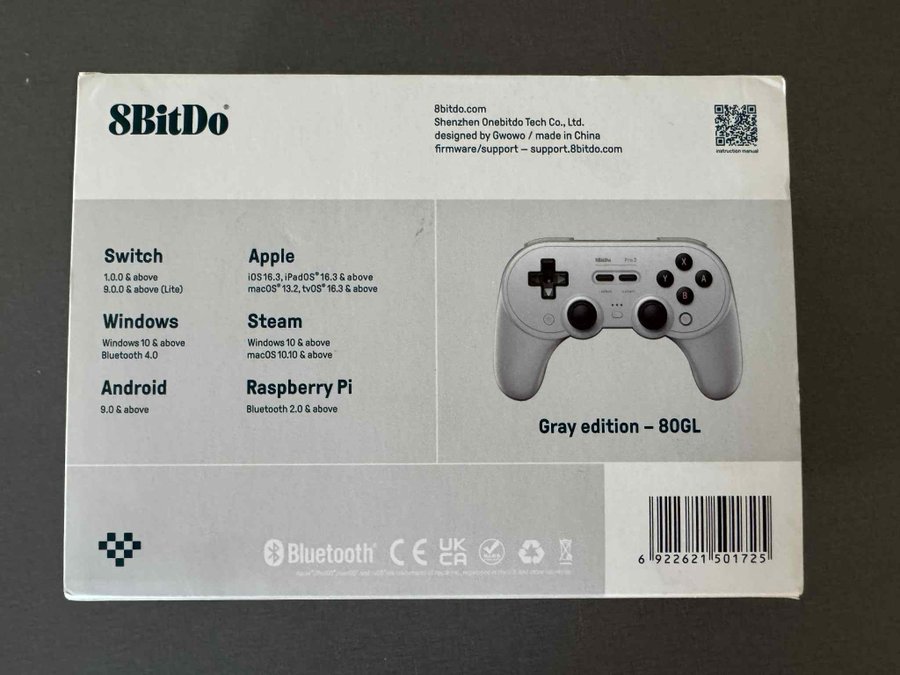 8BitDo®
8bitdo.com
Shenzhen Onebitdo Tech Co., Ltd.
designed by Gwowo / made in China
firmware/support – support.8bitdo.com
instruction manual
Switch
1.0.0 & above
9.0.0 & above (Lite)
Apple
iOS 16.3, iPadOS® 16.3 & above
macOS® 13.2, tvOS® 16.3 & above
Windows
Windows 10 & above
Bluetooth 4.0
Steam
Windows 10 & above
macOS 10.10 & above
Android
9.0 & above
Raspberry Pi
Bluetooth 2.0 & above
8BitDo Pro 2
select start
X
Y A
B
Gray edition – 80GL
Bluetooth®
CE
UK
CA
6 922621 501725